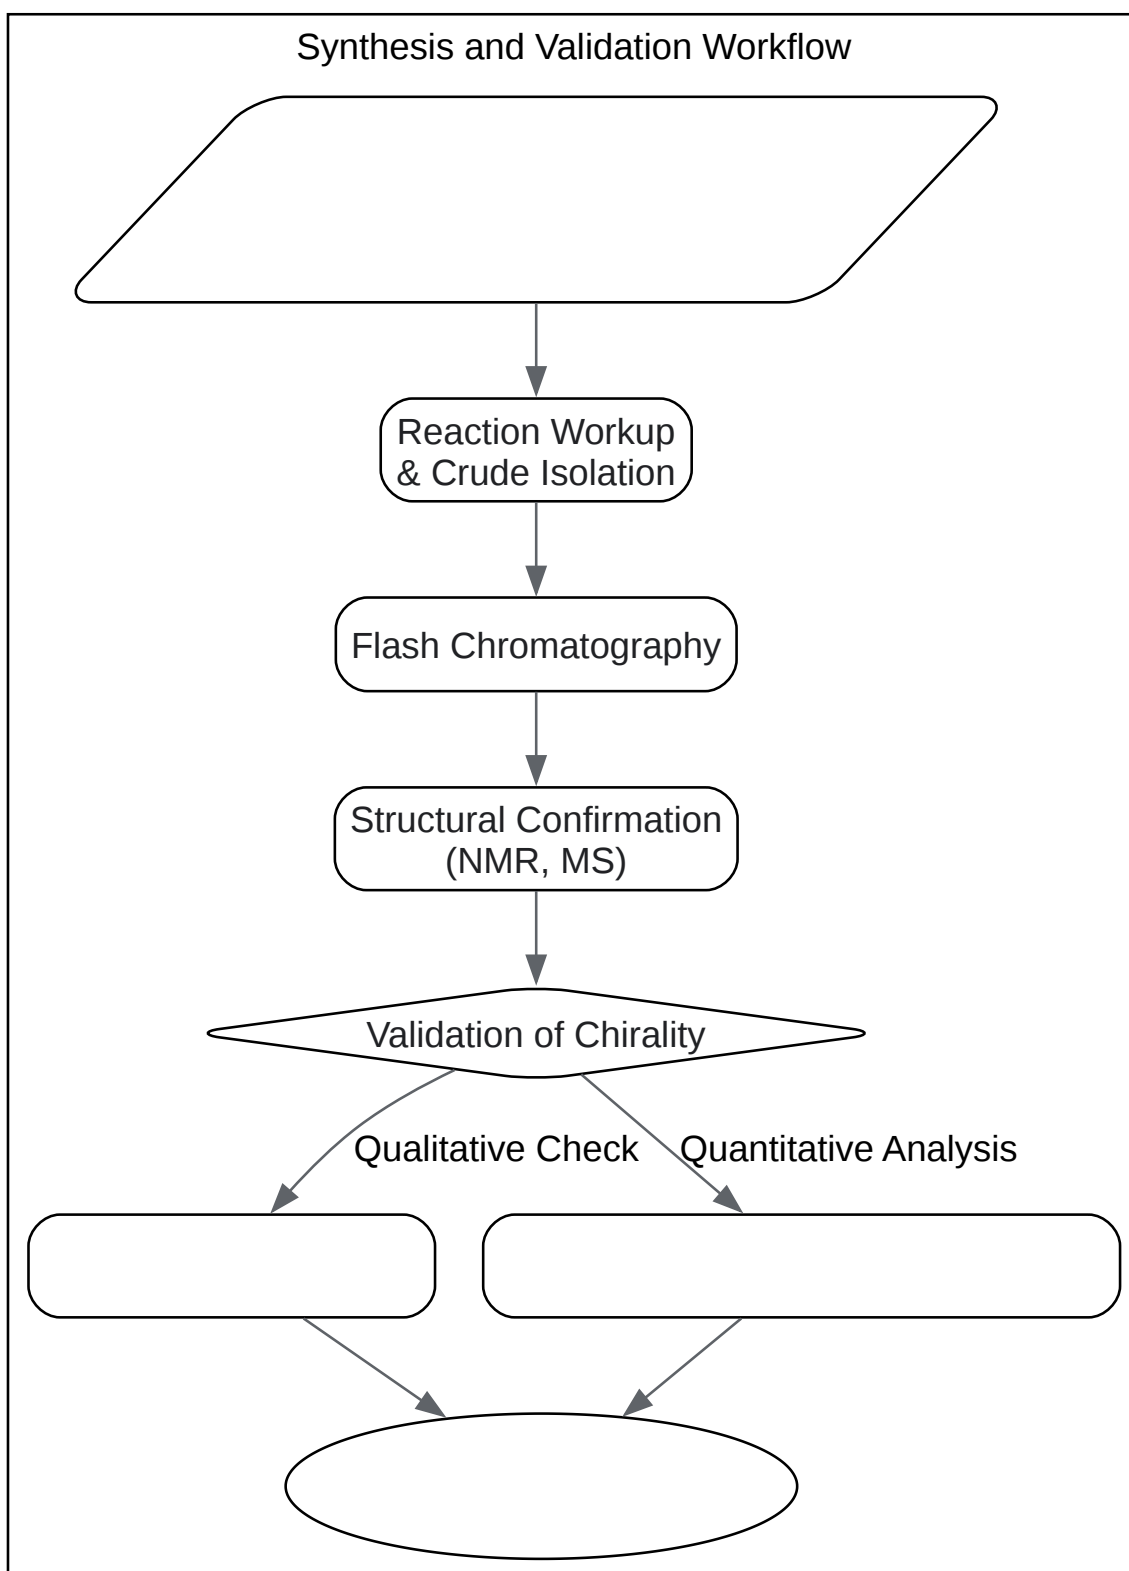 Synthesis and Validation Workflow
Reaction Workup
& Crude Isolation
Flash Chromatography
Structural Confirmation
(NMR, MS)
Validation of Chirality
Qualitative Check
Quantitative Analysis